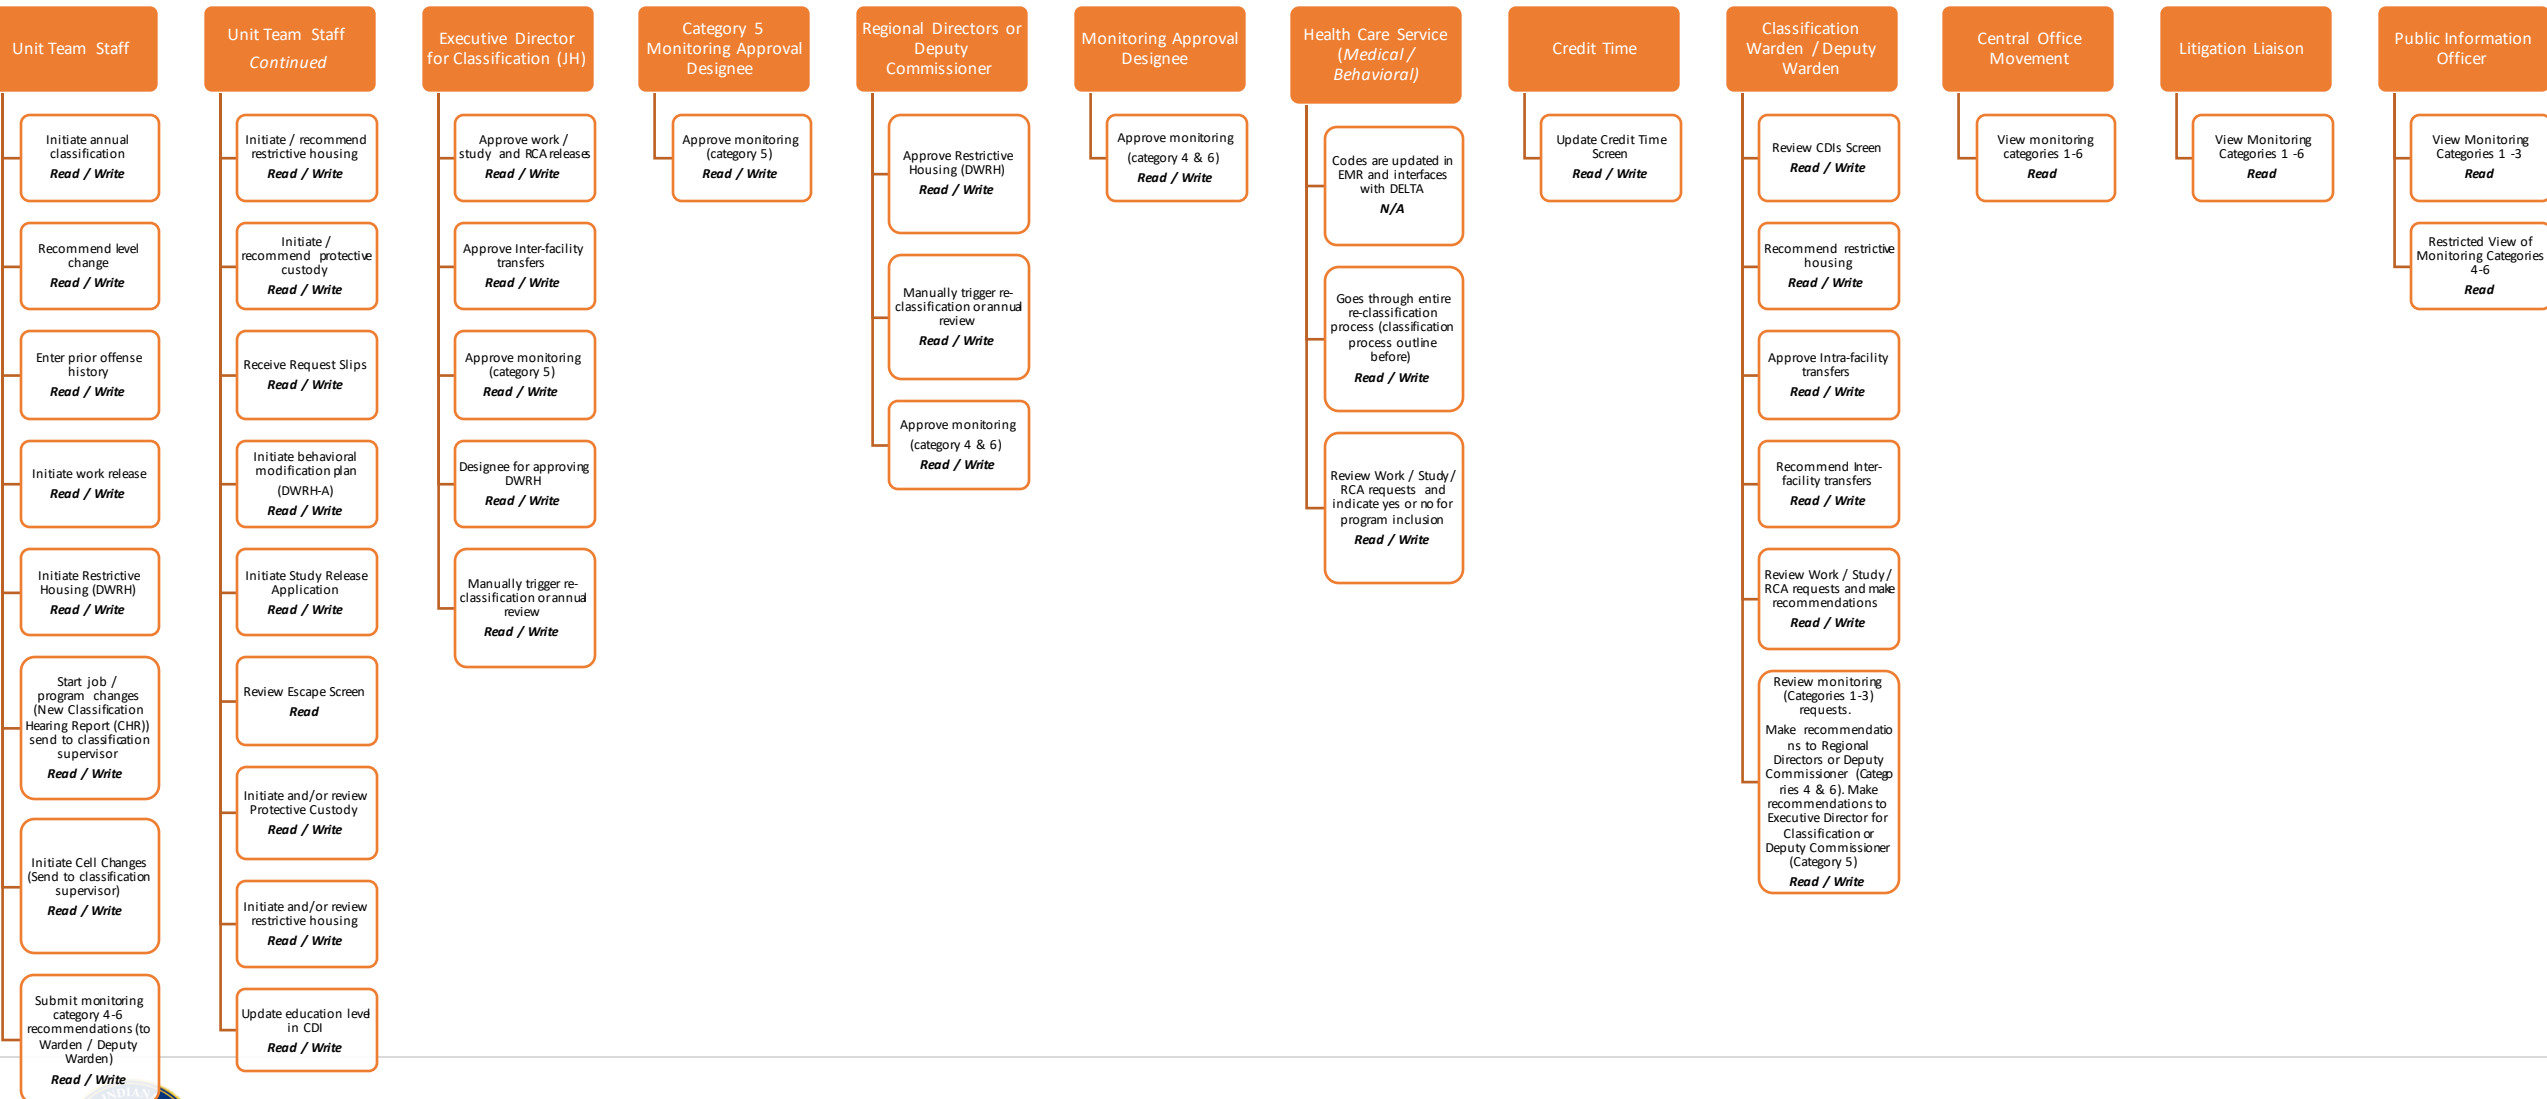 Unit Team Staff
Initiate annual
classification
Read / Write
Recommend level
change
Read / Write
Enter prior offense
history
Read / Write
Initiate work release
Read / Write
Initiate Restrictive
Housing (DWRH)
Read / Write
Start job /
program changes
(New Classification
Hearing Report (CHR))
send to classification
supervisor
Read / Write
Initiate Cell Changes
(Send to classification
supervisor)
Read / Write
Submit monitoring
category 4-6
recommendations (to
Warden / Deputy
Warden)
Read / Write
Unit Team Staff
Continued
Initiate / recommend
restrictive housing
Read / Write
Initiate /
recommend protective
custody
Read / Write
Receive Request Slips
Read / Write
Initiate behavioral
modification plan
(DWRH-A)
Read / Write
Initiate Study Release
Application
Read / Write
Review Escape Screen
Read
Initiate and/or review
Protective Custody
Read / Write
Initiate and/or review
restrictive housing
Read / Write
Update education level
in CDI
Read / Write
Executive Director
for Classification (JH)
Approve work /
study and RCA releases
Read / Write
Approve Inter-facility
transfers
Read / Write
Approve monitoring
(category 5)
Read / Write
Designee for approving
DWRH
Read / Write
Manually trigger re-
classification or annual
review
Read / Write
Category 5
Monitoring Approval
Designee
Approve monitoring
(category 5)
Read / Write
Regional Directors or
Deputy
Commissioner
Approve Restrictive
Housing (DWRH)
Read / Write
Manually trigger re-
classification or annual
review
Read / Write
Approve monitoring
(category 4 & 6)
Read / Write
Monitoring Approval
Designee
Approve monitoring
(category 4 & 6)
Read / Write
Health Care Service
(Medical /
Behavioral)
Codes are updated in
EMR and interfaces
with DELTA
N/A
Goes through entire
re-classification
process (classification
process outline
before)
Read / Write
Review Work / Study /
RCA requests and
indicate yes or no for
program inclusion
Read / Write
Credit Time
Update Credit Time
Screen
Read / Write
Classification
Warden / Deputy
Warden
Review CDIs Screen
Read / Write
Recommend restrictive
housing
Read / Write
Approve Intra-facility
transfers
Read / Write
Recommend Inter-
facility transfers
Read / Write
Review Work / Study /
RCA requests and make
recommendations
Read / Write
Review monitoring
(Categories 1-3)
requests.
Make recommendatio
ns to Regional
Directors or Deputy
Commissioner (Catego
ries 4 & 6). Make
recommendations to
Executive Director for
Classification or
Deputy Commissioner
(Category 5)
Read / Write
Central Office
Movement
View monitoring
categories 1-6
Read
Litigation Liaison
View Monitoring
Categories 1 -6
Read
Public Information
Officer
View Monitoring
Categories 1 -3
Read
Restricted View of
Monitoring Categories
4-6
Read